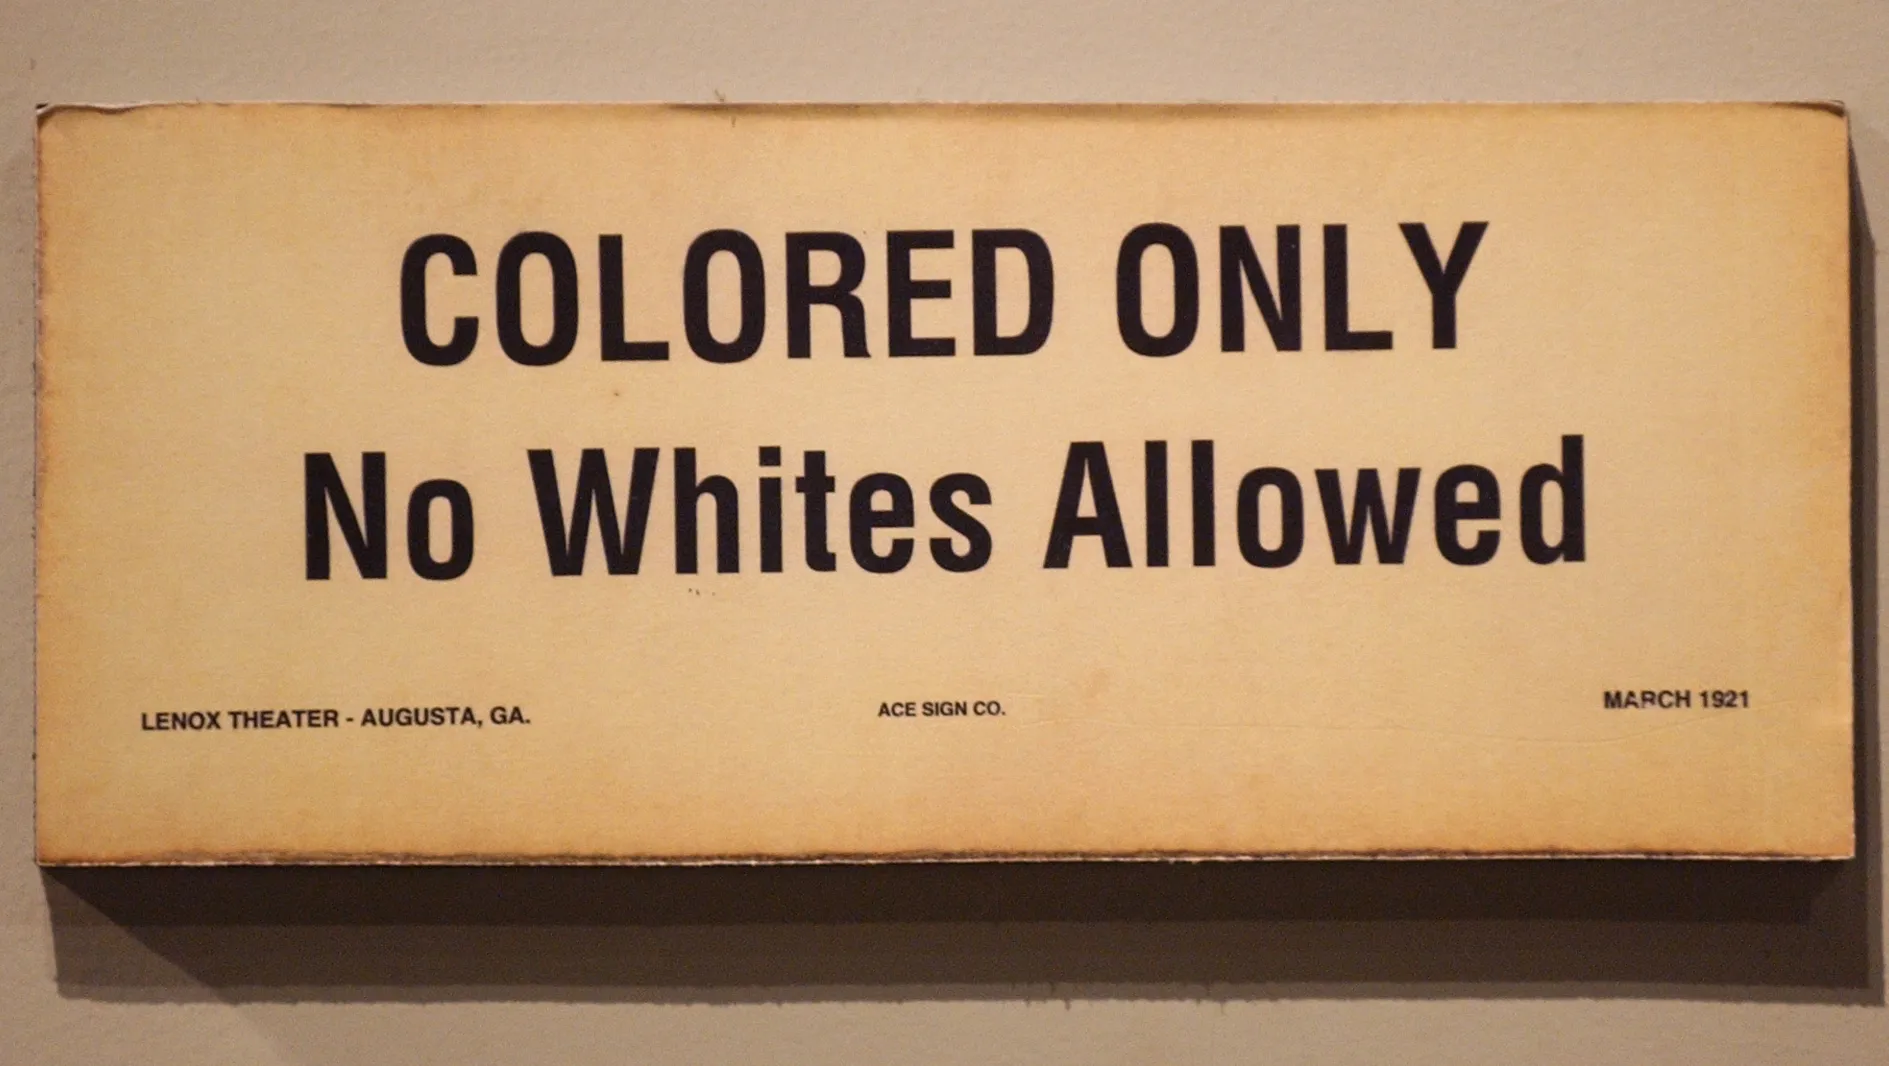 COLORED ONLY
No Whites Allowed
LENOX THEATER - AUGUSTA, GA.
ACE SIGN CO.
MARCH 1921